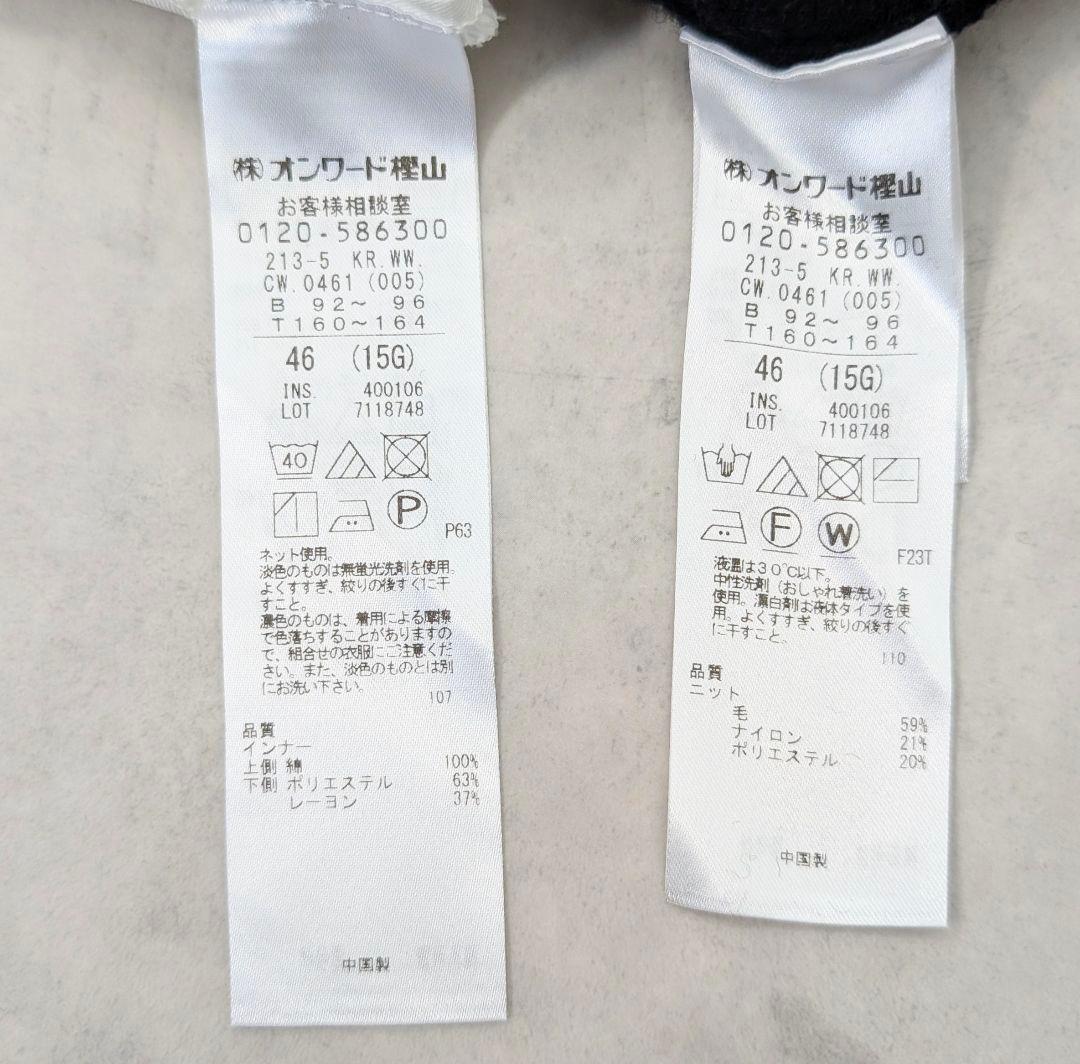 ㈱オンワード樫山
お客様相談室
0120-586300
213-5 KR.WW.
CW.0461 (005)
B 92～ 96
T160～164
46 (15G)
INS. 400106
LOT 7118748
40
P
P63
ネット使用。
淡色のものは無蛍光洗剤を使用。
よくすすぎ、絞りの後すぐに干
すこと。
濃色のものは、着用による摩擦
で色落ちすることがありますの
で、組合せの衣服にご注意くだ
さい。また、淡色のものとは別
にお洗い下さい。
107
品質
インナー
上側 綿 100%
下側 ポリエステル 63%
レーヨン 37%
中国製
㈱オンワード樫山
お客様相談室
0120-586300
213-5 KR.WW.
CW.0461 (005)
B 92～ 96
T160～164
46 (15G)
INS. 400106
LOT 7118748
F W
F23T
液温は30℃以下。
中性洗剤（おしゃれ着洗い）を
使用。漂白剤は液体タイプを使
用。よくすすぎ、絞りの後すぐ
に干すこと。
110
品質
ニット
毛 59%
ナイロン 21%
ポリエステル 20%
中国製